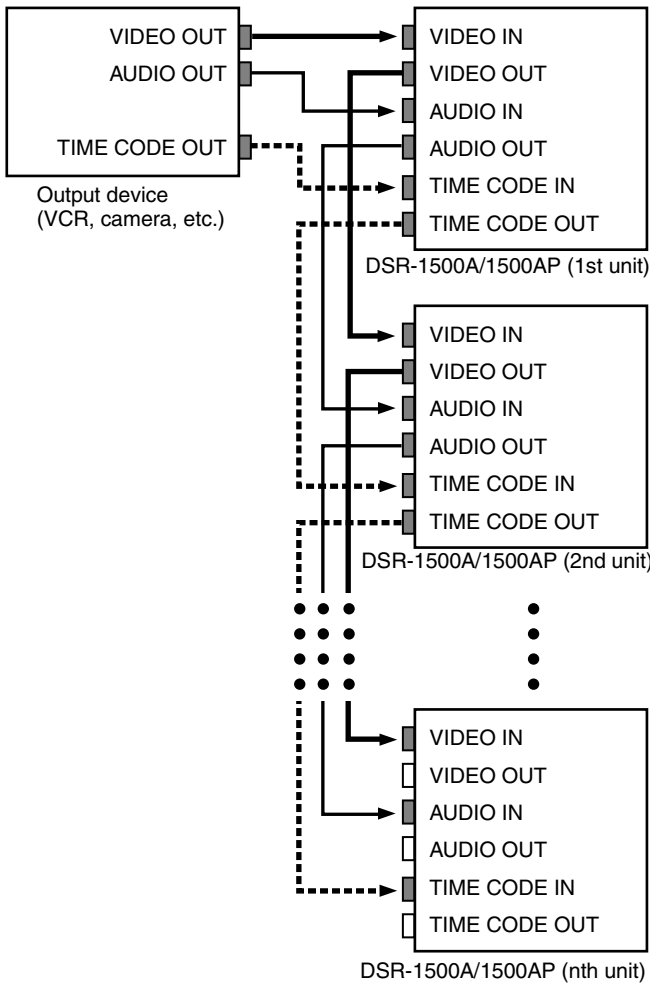 VIDEO OUT
AUDIO OUT
TIME CODE OUT
Output device
(VCR, camera, etc.)
VIDEO IN
VIDEO OUT
AUDIO IN
AUDIO OUT
TIME CODE IN
TIME CODE OUT
DSR-1500A/1500AP (1st unit)
VIDEO IN
VIDEO OUT
AUDIO IN
AUDIO OUT
TIME CODE IN
TIME CODE OUT
DSR-1500A/1500AP (2nd unit)
VIDEO IN
VIDEO OUT
AUDIO IN
AUDIO OUT
TIME CODE IN
TIME CODE OUT
DSR-1500A/1500AP (nth unit)